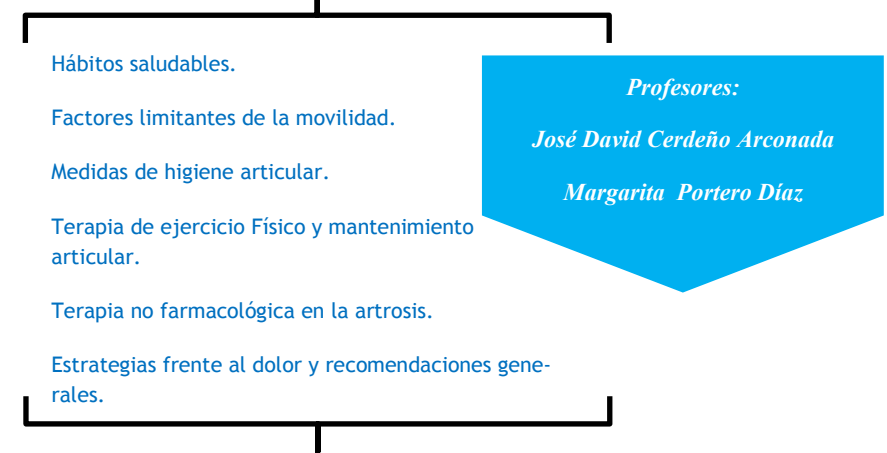 Hábitos saludables.
Factores limitantes de la movilidad.
Medidas de higiene articular.
Terapia de ejercicio Físico y mantenimiento
articular.
Terapia no farmacológica en la artrosis.
Estrategias frente al dolor y recomendaciones gene-
rales.
Profesores:
José David Cerdeño Arconada
Margarita Portero Díaz